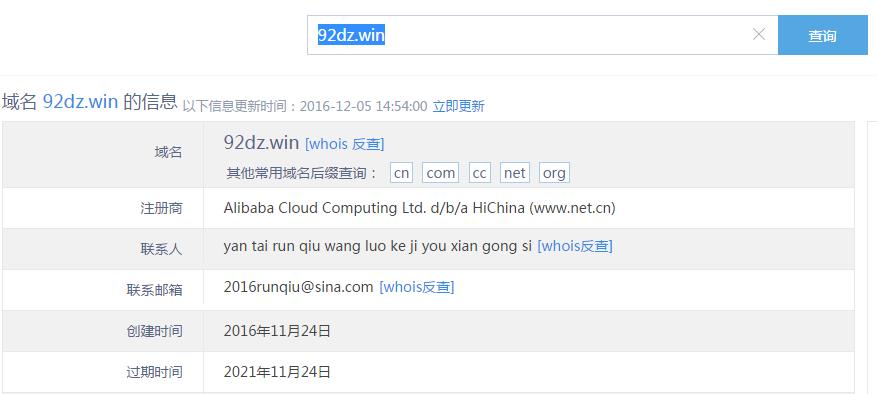 92dz.win
查询
域名 92dz.win 的信息 以下信息更新时间：2016-12-05 14:54:00 立即更新
域名 92dz.win [whois 反查]
其他常用域名后缀查询： cn com cc net org
注册商 Alibaba Cloud Computing Ltd. d/b/a HiChina (www.net.cn)
联系人 yan tai run qiu wang luo ke ji you xian gong si [whois反查]
联系邮箱 2016runqiu@sina.com [whois反查]
创建时间 2016年11月24日
过期时间 2021年11月24日